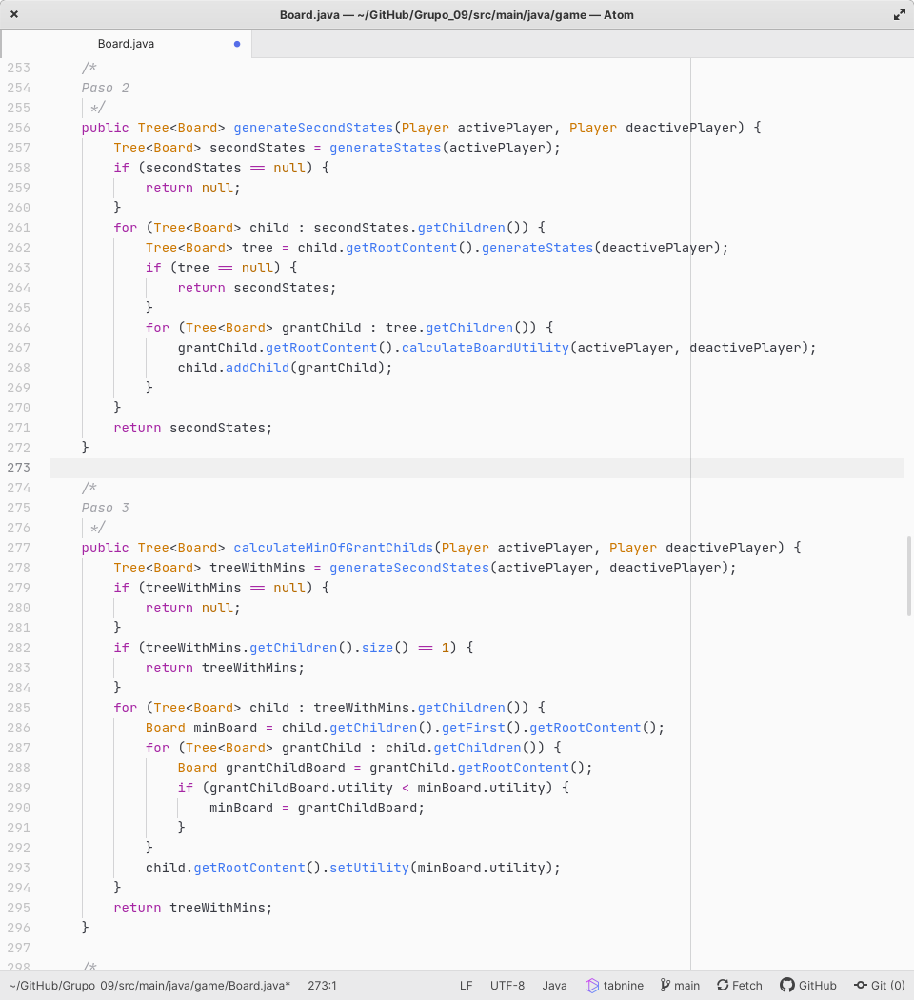 Board.java — ~/GitHub/Grupo_09/src/main/java/game — Atom
Board.java
253 /*
254 Paso 2
255 */
256 public Tree<Board> generateSecondStates(Player activePlayer, Player deactivePlayer) {
257 Tree<Board> secondStates = generateStates(activePlayer);
258 if (secondStates == null) {
259 return null;
260 }
261 for (Tree<Board> child : secondStates.getChildren()) {
262 Tree<Board> tree = child.getRootContent().generateStates(deactivePlayer);
263 if (tree == null) {
264 return secondStates;
265 }
266 for (Tree<Board> grantChild : tree.getChildren()) {
267 grantChild.getRootContent().calculateBoardUtility(activePlayer, deactivePlayer);
268 child.addChild(grantChild);
269 }
270 }
271 return secondStates;
272 }
273
274 /*
275 Paso 3
276 */
277 public Tree<Board> calculateMinOfGrantChilds(Player activePlayer, Player deactivePlayer) {
278 Tree<Board> treeWithMins = generateSecondStates(activePlayer, deactivePlayer);
279 if (treeWithMins == null) {
280 return null;
281 }
282 if (treeWithMins.getChildren().size() == 1) {
283 return treeWithMins;
284 }
285 for (Tree<Board> child : treeWithMins.getChildren()) {
286 Board minBoard = child.getChildren().getFirst().getRootContent();
287 for (Tree<Board> grantChild : child.getChildren()) {
288 Board grantChildBoard = grantChild.getRootContent();
289 if (grantChildBoard.utility < minBoard.utility) {
290 minBoard = grantChildBoard;
291 }
292 }
293 child.getRootContent().setUtility(minBoard.utility);
294 }
295 return treeWithMins;
296 }
297
298 /*
~/GitHub/Grupo_09/src/main/java/game/Board.java* 273:1 LF UTF-8 Java tabnine main Fetch GitHub Git (0)